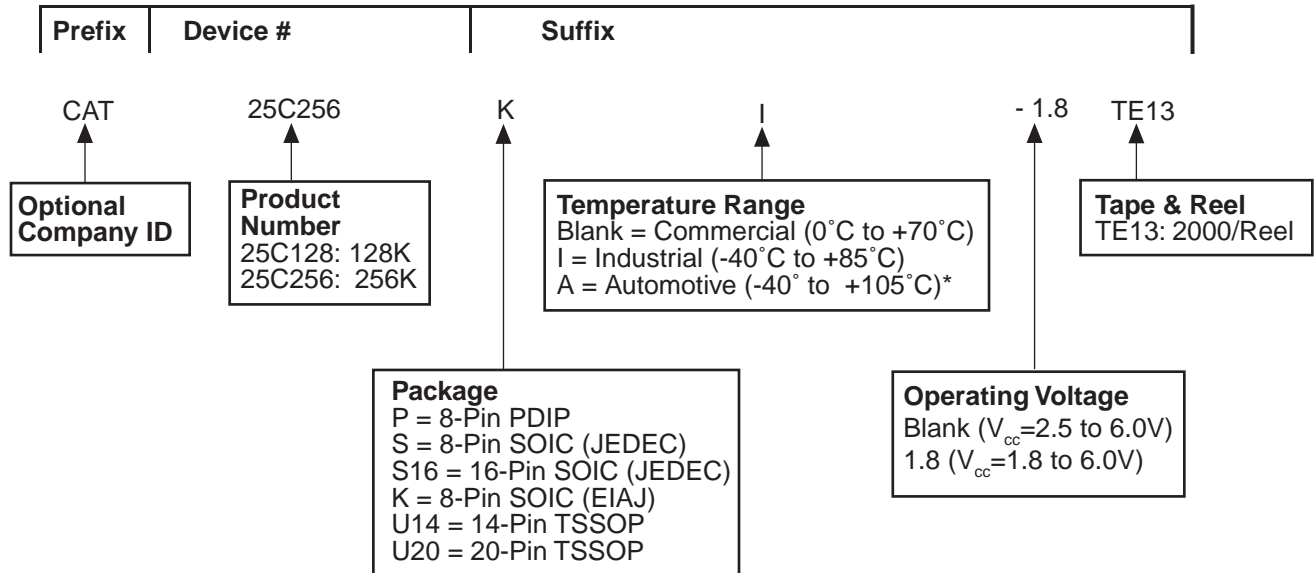 Prefix Device # Suffix
CAT 25C256 K I - 1.8 TE13
Optional
Company ID
Product
Number
25C128: 128K
25C256: 256K
Temperature Range
Blank = Commercial (0˚C to +70˚C)
I = Industrial (-40˚C to +85˚C)
A = Automotive (-40˚ to +105˚C)*
Tape & Reel
TE13: 2000/Reel
Package
P = 8-Pin PDIP
S = 8-Pin SOIC (JEDEC)
S16 = 16-Pin SOIC (JEDEC)
K = 8-Pin SOIC (EIAJ)
U14 = 14-Pin TSSOP
U20 = 20-Pin TSSOP
Operating Voltage
Blank (Vcc=2.5 to 6.0V)
1.8 (Vcc=1.8 to 6.0V)